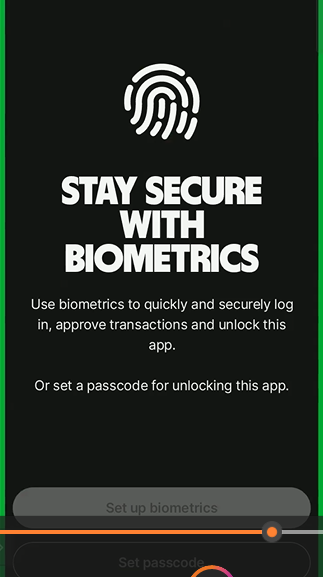 STAY SECURE
WITH
BIOMETRICS
Use biometrics to quickly and securely log
in, approve transactions and unlock this
app.
Or set a passcode for unlocking this app.
Set up biometrics
Set passcode